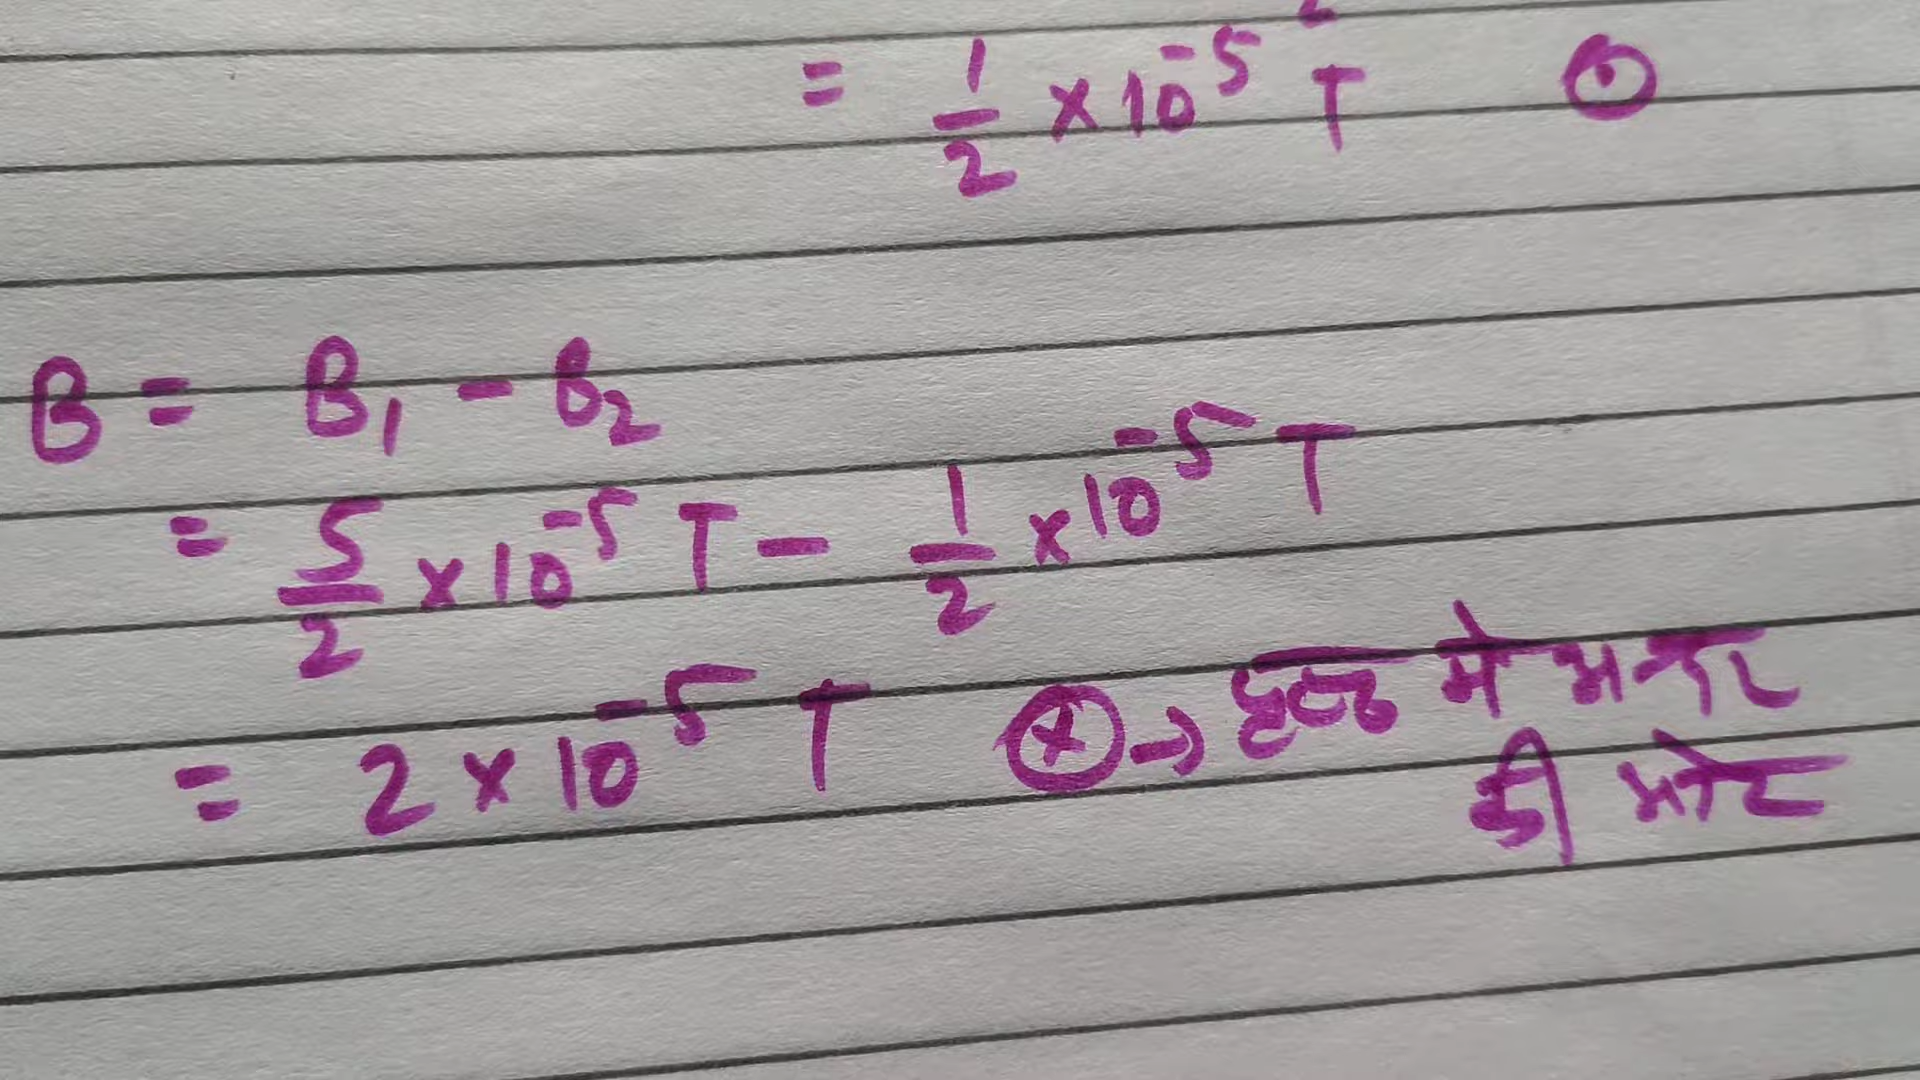 = 1/2 × 10⁻⁵ T ⊙
B = B₁ - B₂
= 5/2 × 10⁻⁵ T - 1/2 × 10⁻⁵ T
= 2 × 10⁻⁵ T ⊗ → पृष्ठ में अन्दर
की ओर